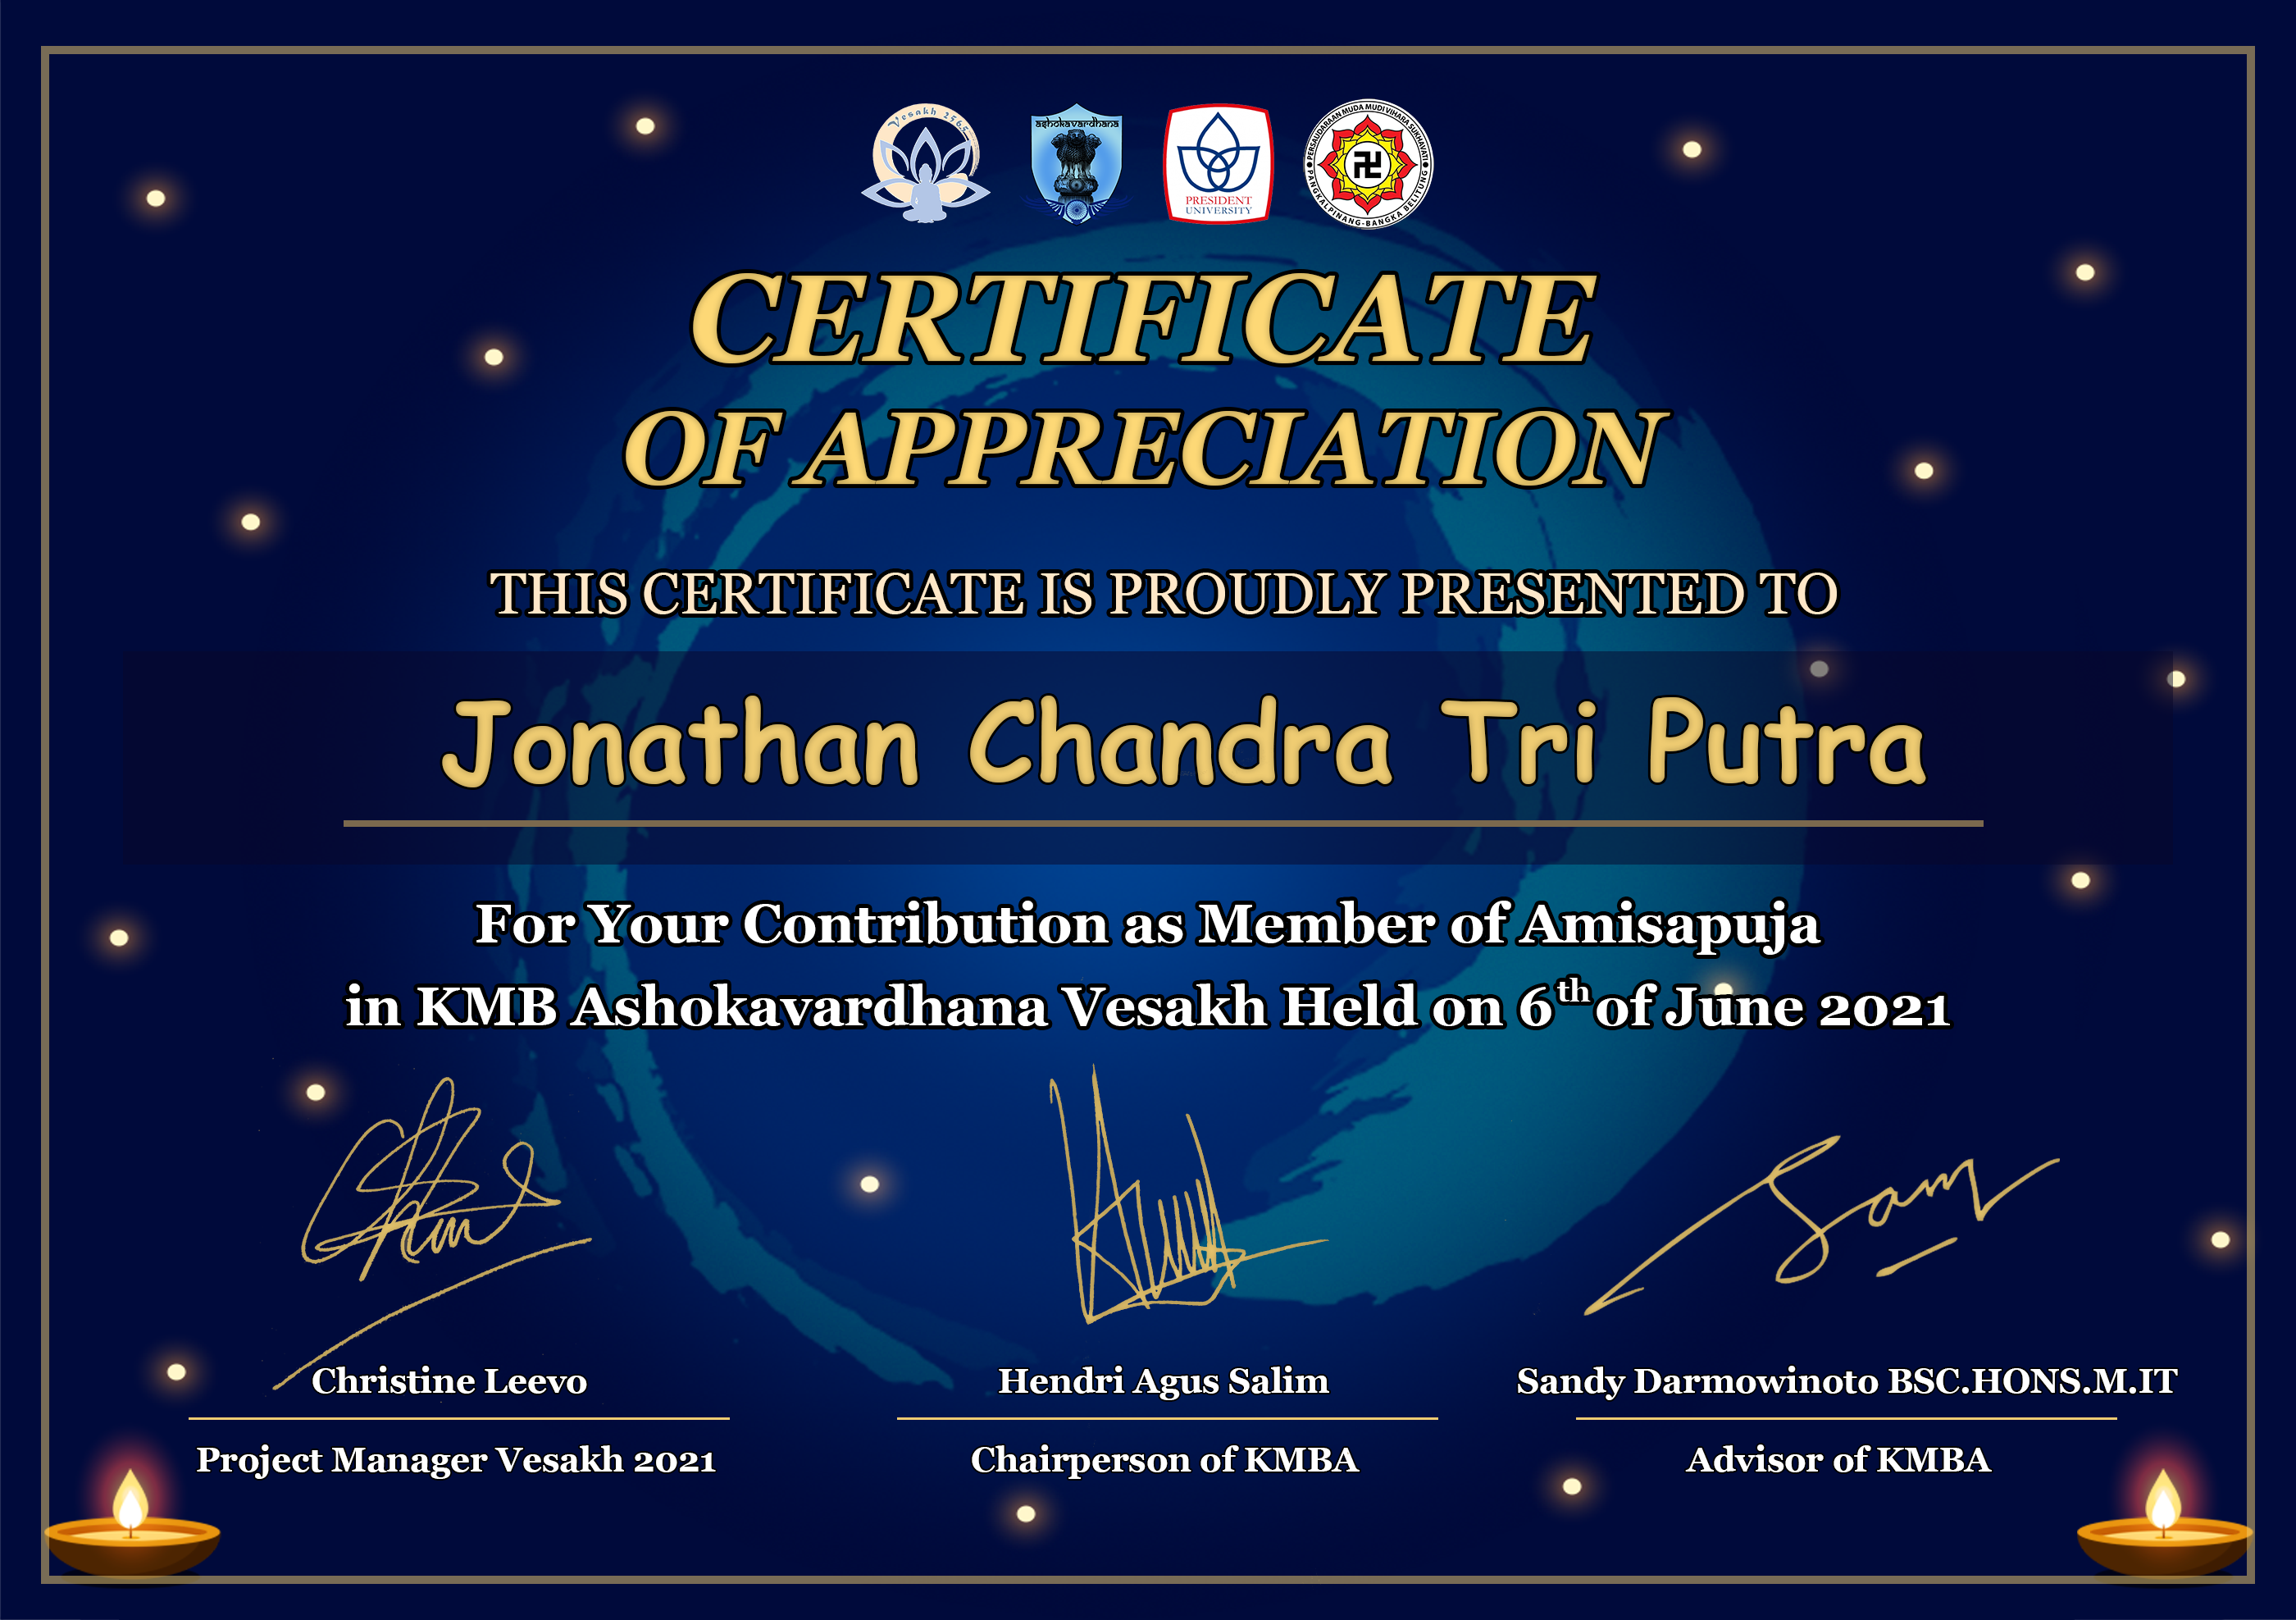 Vesakh 2565
ashokavardhana
PRESIDENT
UNIVERSITY
PERSAUDARAAN MUDA MUDI VIHARA SUKHAVATI
PANGKALPINANG-BANGKA BELITUNG
CERTIFICATE
OF APPRECIATION
THIS CERTIFICATE IS PROUDLY PRESENTED TO
Jonathan Chandra Tri Putra
For Your Contribution as Member of Amisapuja
in KMB Ashokavardhana Vesakh Held on 6th of June 2021
Sam
Christine Leevo
Hendri Agus Salim
Sandy Darmowinoto BSC.HONS.M.IT
Project Manager Vesakh 2021
Chairperson of KMBA
Advisor of KMBA